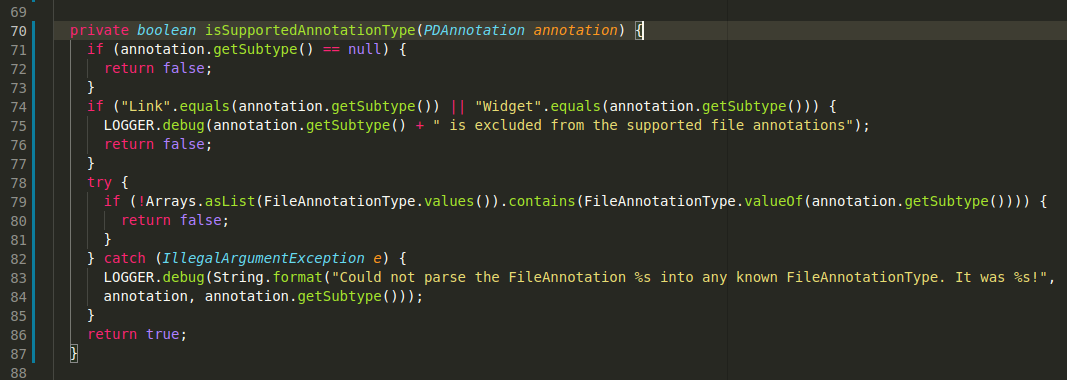 69
70 private boolean isSupportedAnnotationType(PDAnnotation annotation) {
71 if (annotation.getSubtype() == null) {
72 return false;
73 }
74 if ("Link".equals(annotation.getSubtype()) || "Widget".equals(annotation.getSubtype())) {
75 LOGGER.debug(annotation.getSubtype() + " is excluded from the supported file annotations");
76 return false;
77 }
78 try {
79 if (!Arrays.asList(FileAnnotationType.values()).contains(FileAnnotationType.valueOf(annotation.getSubtype()))) {
80 return false;
81 }
82 } catch (IllegalArgumentException e) {
83 LOGGER.debug(String.format("Could not parse the FileAnnotation %s into any known FileAnnotationType. It was %s!",
84 annotation, annotation.getSubtype()));
85 }
86 return true;
87 }
88